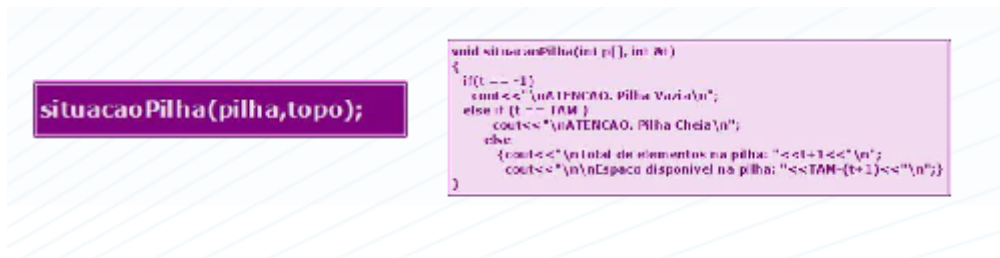 situacaoPilha(pilha,topo);
void situacaoPilha(int p[], int &t)
{
if(t == -1)
cout<<"\nATENCAO. Pilha Vazia\n";
else if (t == TAM )
cout<<"\nATENCAO. Pilha Cheia\n";
else
{cout<<"\nTotal de elementos na pilha: "<<t+1<<"\n";
cout<<"\n\nEspaco disponivel na pilha: "<<TAM-(t+1)<<"\n";}
}